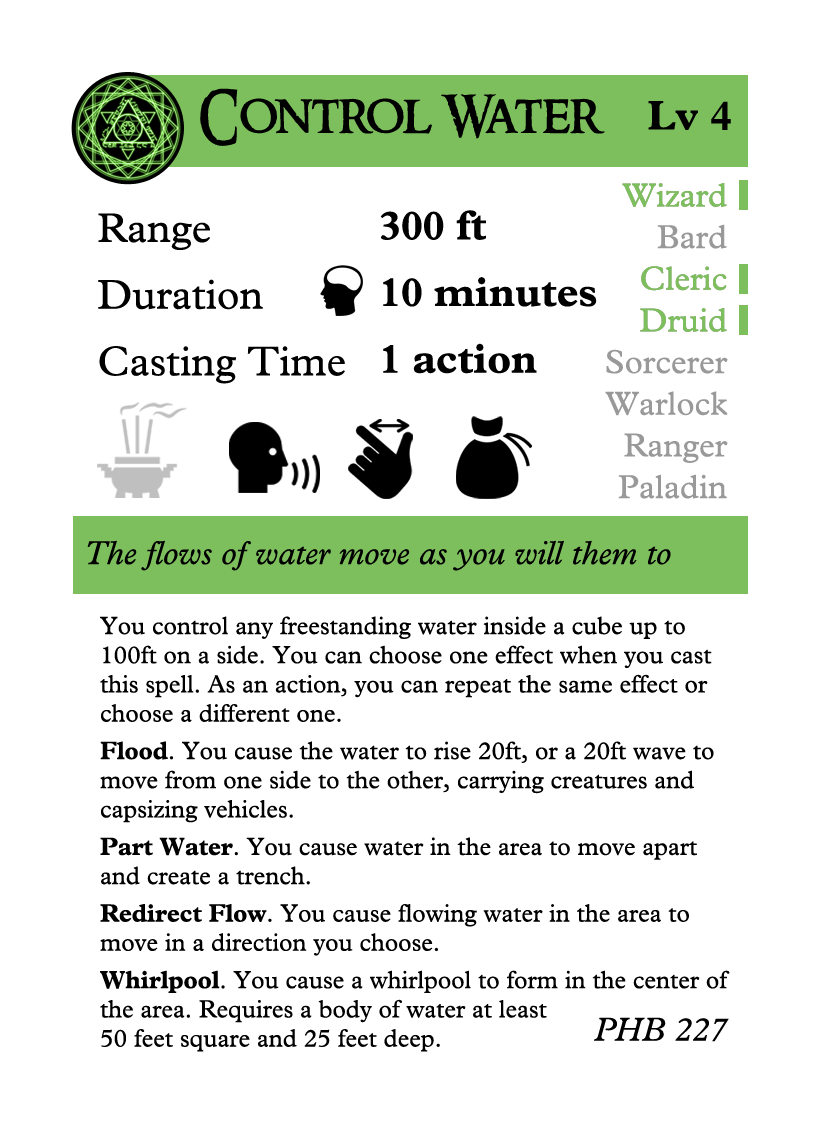 CONTROL WATER Lv 4
Wizard
Range 300 ft
Bard
Cleric
Duration 10 minutes
Druid
Casting Time 1 action
Sorcerer
Warlock
Ranger
Paladin
The flows of water move as you will them to
You control any freestanding water inside a cube up to
100ft on a side. You can choose one effect when you cast
this spell. As an action, you can repeat the same effect or
choose a different one.
Flood. You cause the water to rise 20ft, or a 20ft wave to
move from one side to the other, carrying creatures and
capsizing vehicles.
Part Water. You cause water in the area to move apart
and create a trench.
Redirect Flow. You cause flowing water in the area to
move in a direction you choose.
Whirlpool. You cause a whirlpool to form in the center of
the area. Requires a body of water at least
50 feet square and 25 feet deep.
PHB 227